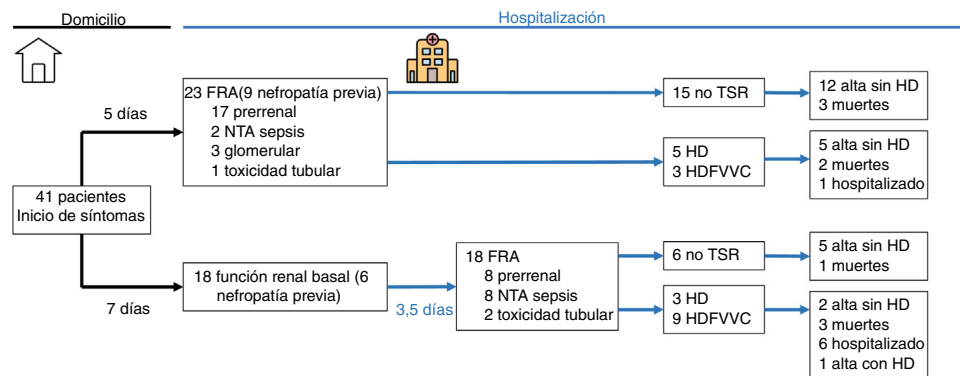 Domicilio
Hospitalización
5 días
23 FRA(9 nefropatía previa)
17 prerrenal
2 NTA sepsis
3 glomerular
1 toxicidad tubular
15 no TSR
12 alta sin HD
3 muertes
5 HD
3 HDFVVC
5 alta sin HD
2 muertes
1 hospitalizado
41 pacientes
Inicio de síntomas
7 días
18 función renal basal (6
nefropatía previa)
3,5 días
18 FRA
8 prerrenal
8 NTA sepsis
2 toxicidad tubular
6 no TSR
5 alta sin HD
1 muertes
3 HD
9 HDFVVC
2 alta sin HD
3 muertes
6 hospitalizado
1 alta con HD